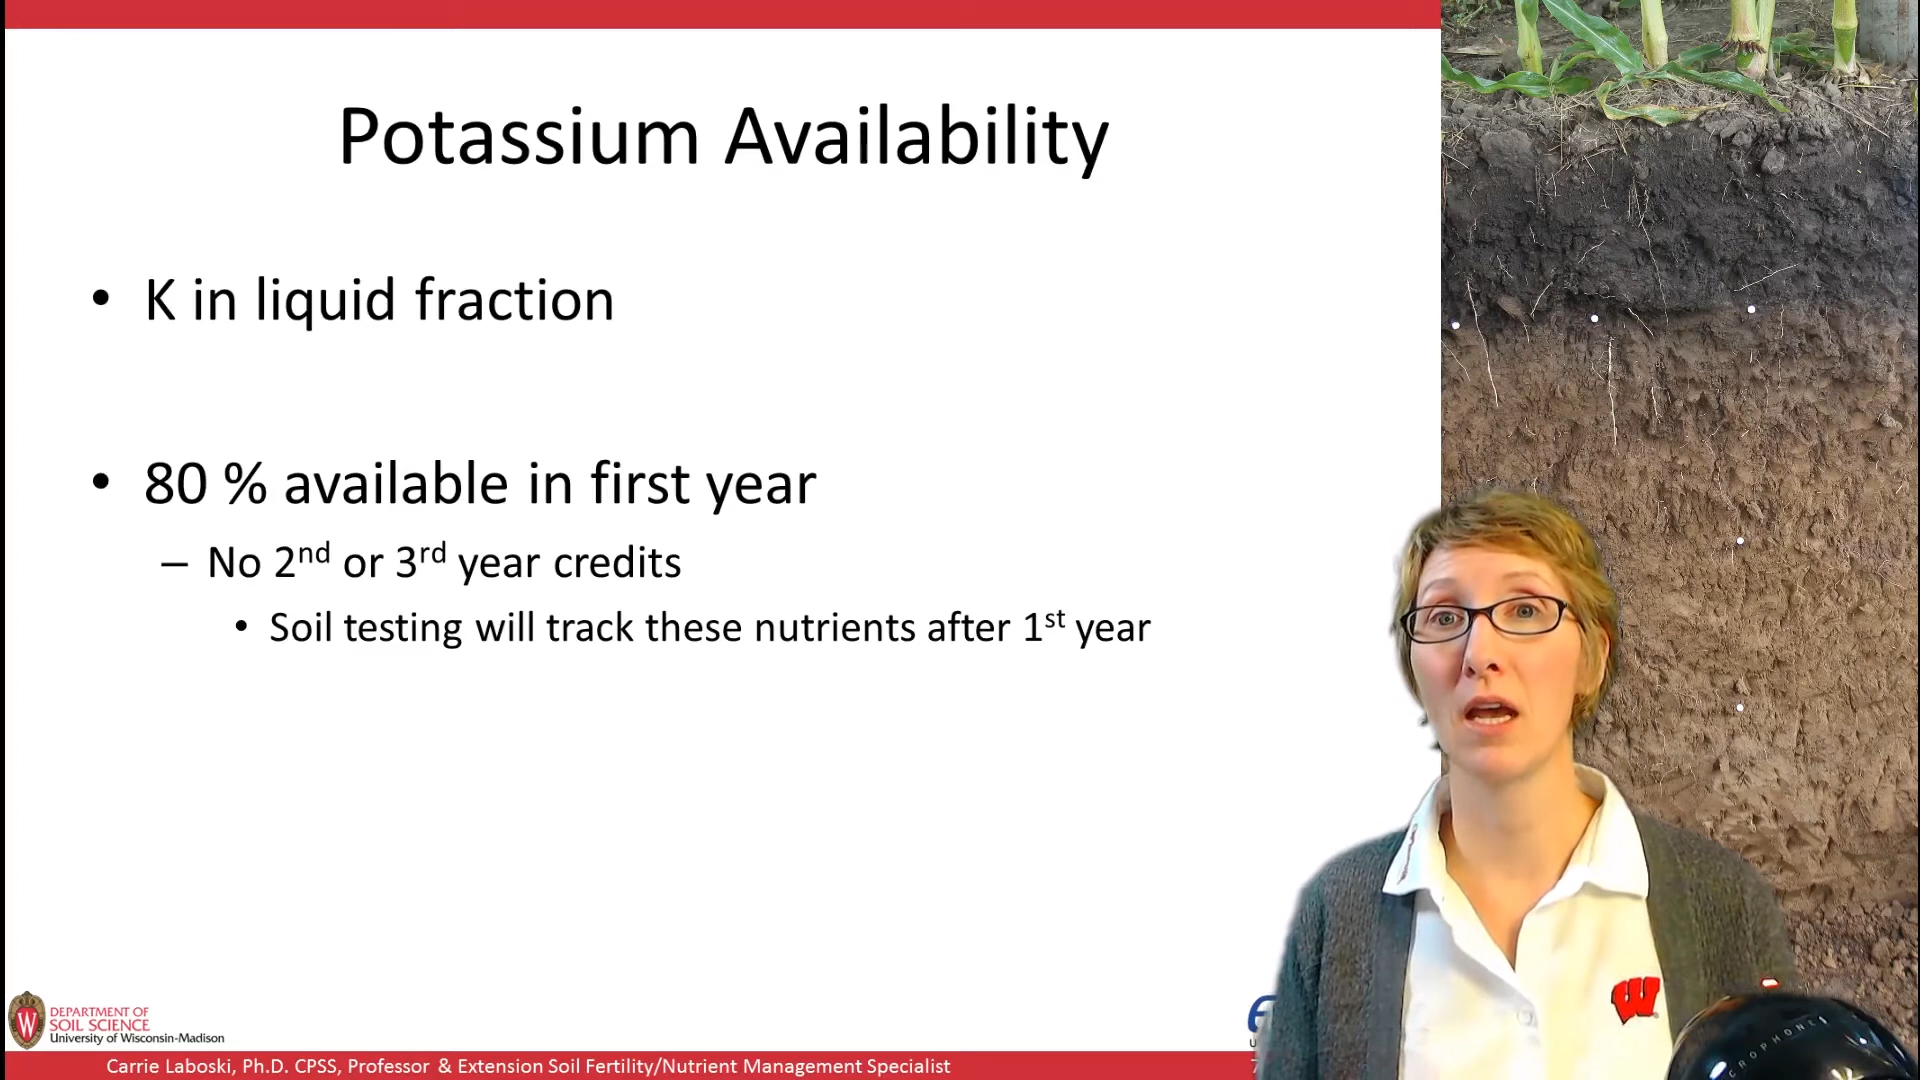 Potassium Availability
• K in liquid fraction
• 80 % available in first year
– No 2nd or 3rd year credits
• Soil testing will track these nutrients after 1st year
W
DEPARTMENT OF
SOIL SCIENCE
University of Wisconsin-Madison
W
Carrie Laboski, Ph.D. CPSS, Professor & Extension Soil Fertility/Nutrient Management Specialist